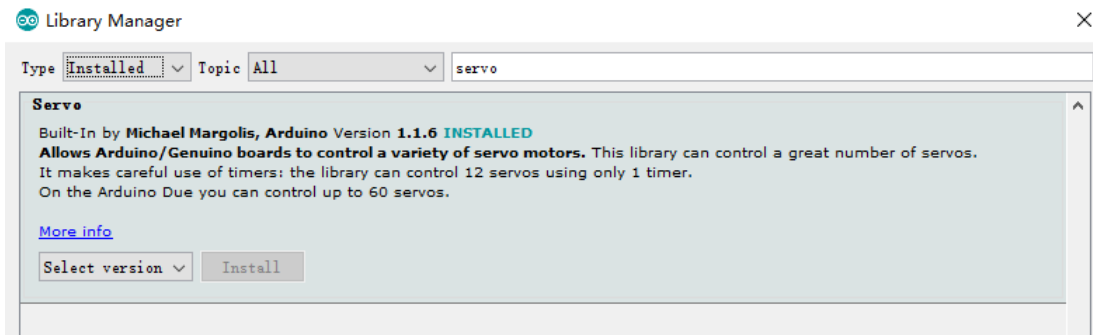 Library Manager
Type Installed Topic All servo
Servo
Built-In by Michael Margolis, Arduino Version 1.1.6 INSTALLED
Allows Arduino/Genuino boards to control a variety of servo motors. This library can control a great number of servos.
It makes careful use of timers: the library can control 12 servos using only 1 timer.
On the Arduino Due you can control up to 60 servos.
More info
Select version Install